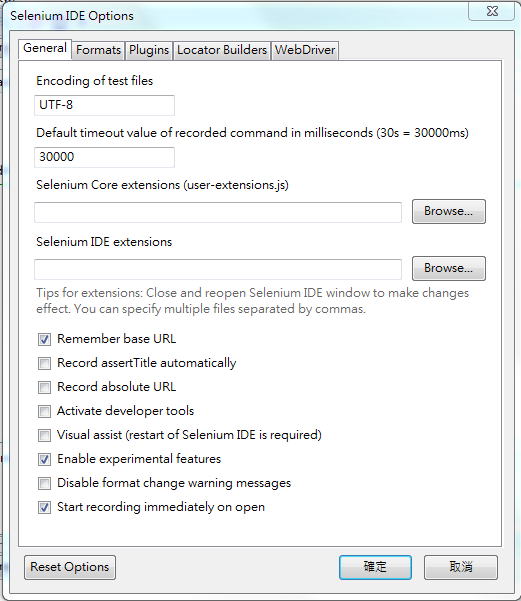 Selenium IDE Options
General Formats Plugins Locator Builders WebDriver
Encoding of test files
UTF-8
Default timeout value of recorded command in milliseconds (30s = 30000ms)
30000
Selenium Core extensions (user-extensions.js)
Browse...
Selenium IDE extensions
Browse...
Tips for extensions: Close and reopen Selenium IDE window to make changes
effect. You can specify multiple files separated by commas.
Remember base URL
Record assertTitle automatically
Record absolute URL
Activate developer tools
Visual assist (restart of Selenium IDE is required)
Enable experimental features
Disable format change warning messages
Start recording immediately on open
Reset Options 確定 取消